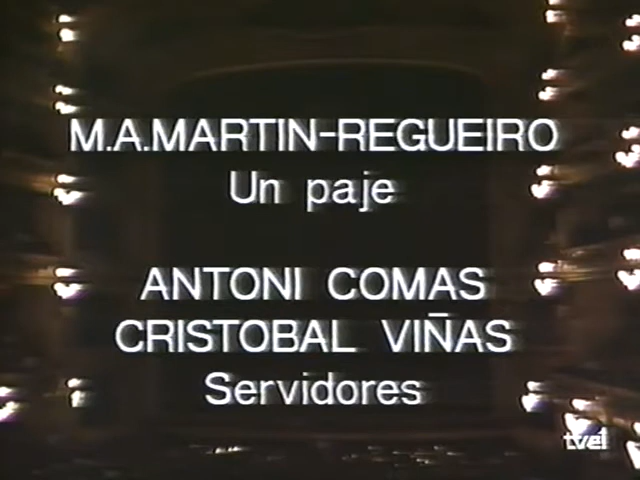 M.A.MARTIN-REGUEIRO
Un paje
ANTONI COMAS
CRISTOBAL VIÑAS
Servidores
tve1